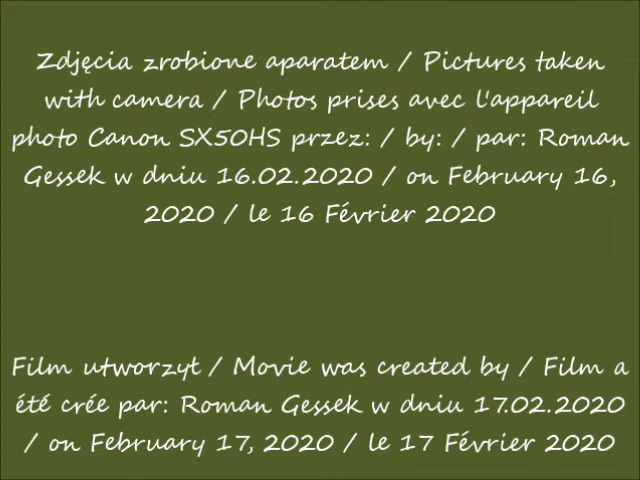 Zdjęcia zrobione aparatem / Pictures taken
with camera / Photos prises avec l'appareil
photo Canon SX50HS przez: / by: / par: Roman
Gessek w dniu 16.02.2020 / on February 16,
2020 / le 16 Février 2020
Film utworzył / Movie was created by / Film a
été crée par: Roman Gessek w dniu 17.02.2020
/ on February 17, 2020 / le 17 Février 2020